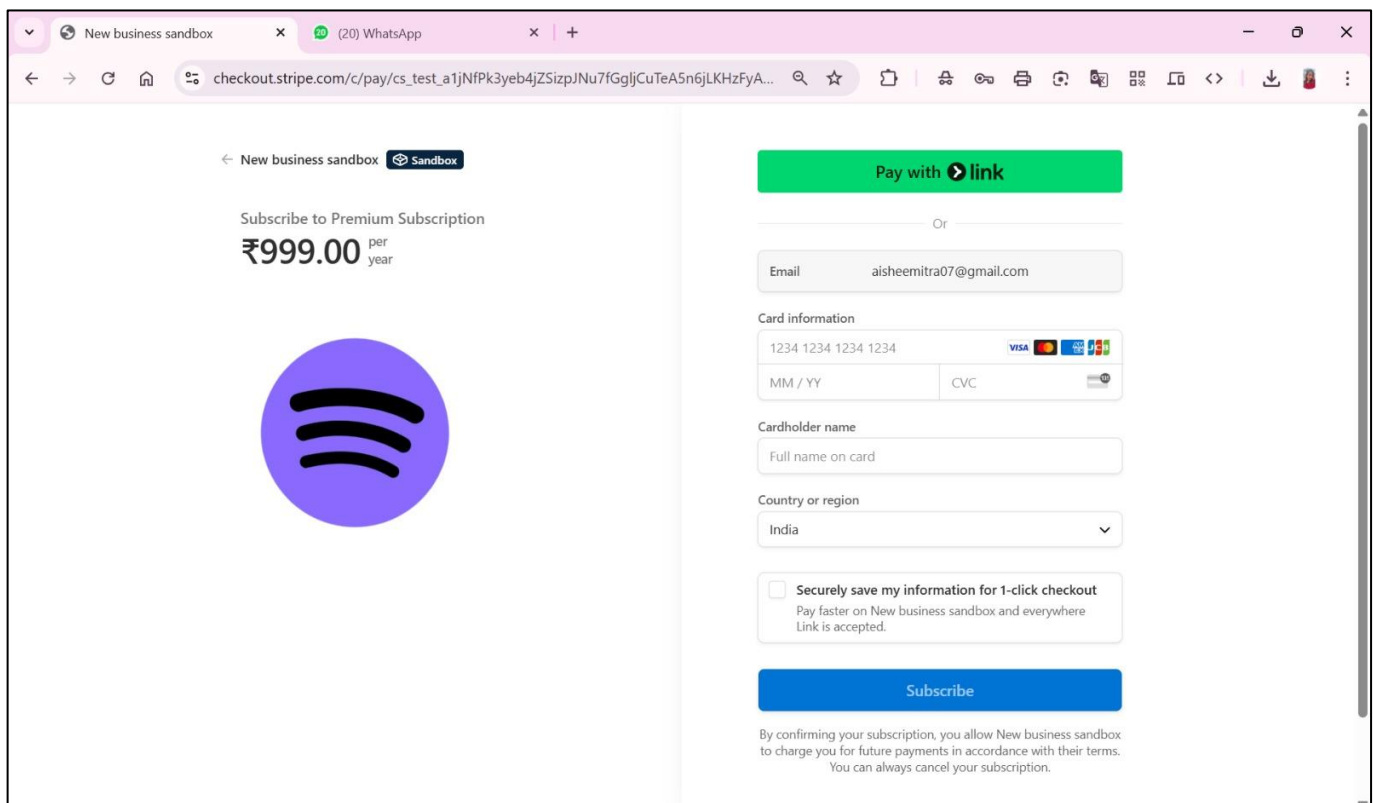 New business sandbox
20
(20) WhatsApp
checkout.stripe.com/c/pay/cs_test_a1jNfPk3yeb4jZSizpJNu7fGgljCuTeA5n6jLKHzFyA...
New business sandbox
Sandbox
Subscribe to Premium Subscription
₹999.00 per
year
Pay with link
Or
Email aisheemitra07@gmail.com
Card information
1234 1234 1234 1234 VISA JCB
MM / YY CVC
Cardholder name
Full name on card
Country or region
India
Securely save my information for 1-click checkout
Pay faster on New business sandbox and everywhere
Link is accepted.
Subscribe
By confirming your subscription, you allow New business sandbox
to charge you for future payments in accordance with their terms.
You can always cancel your subscription.